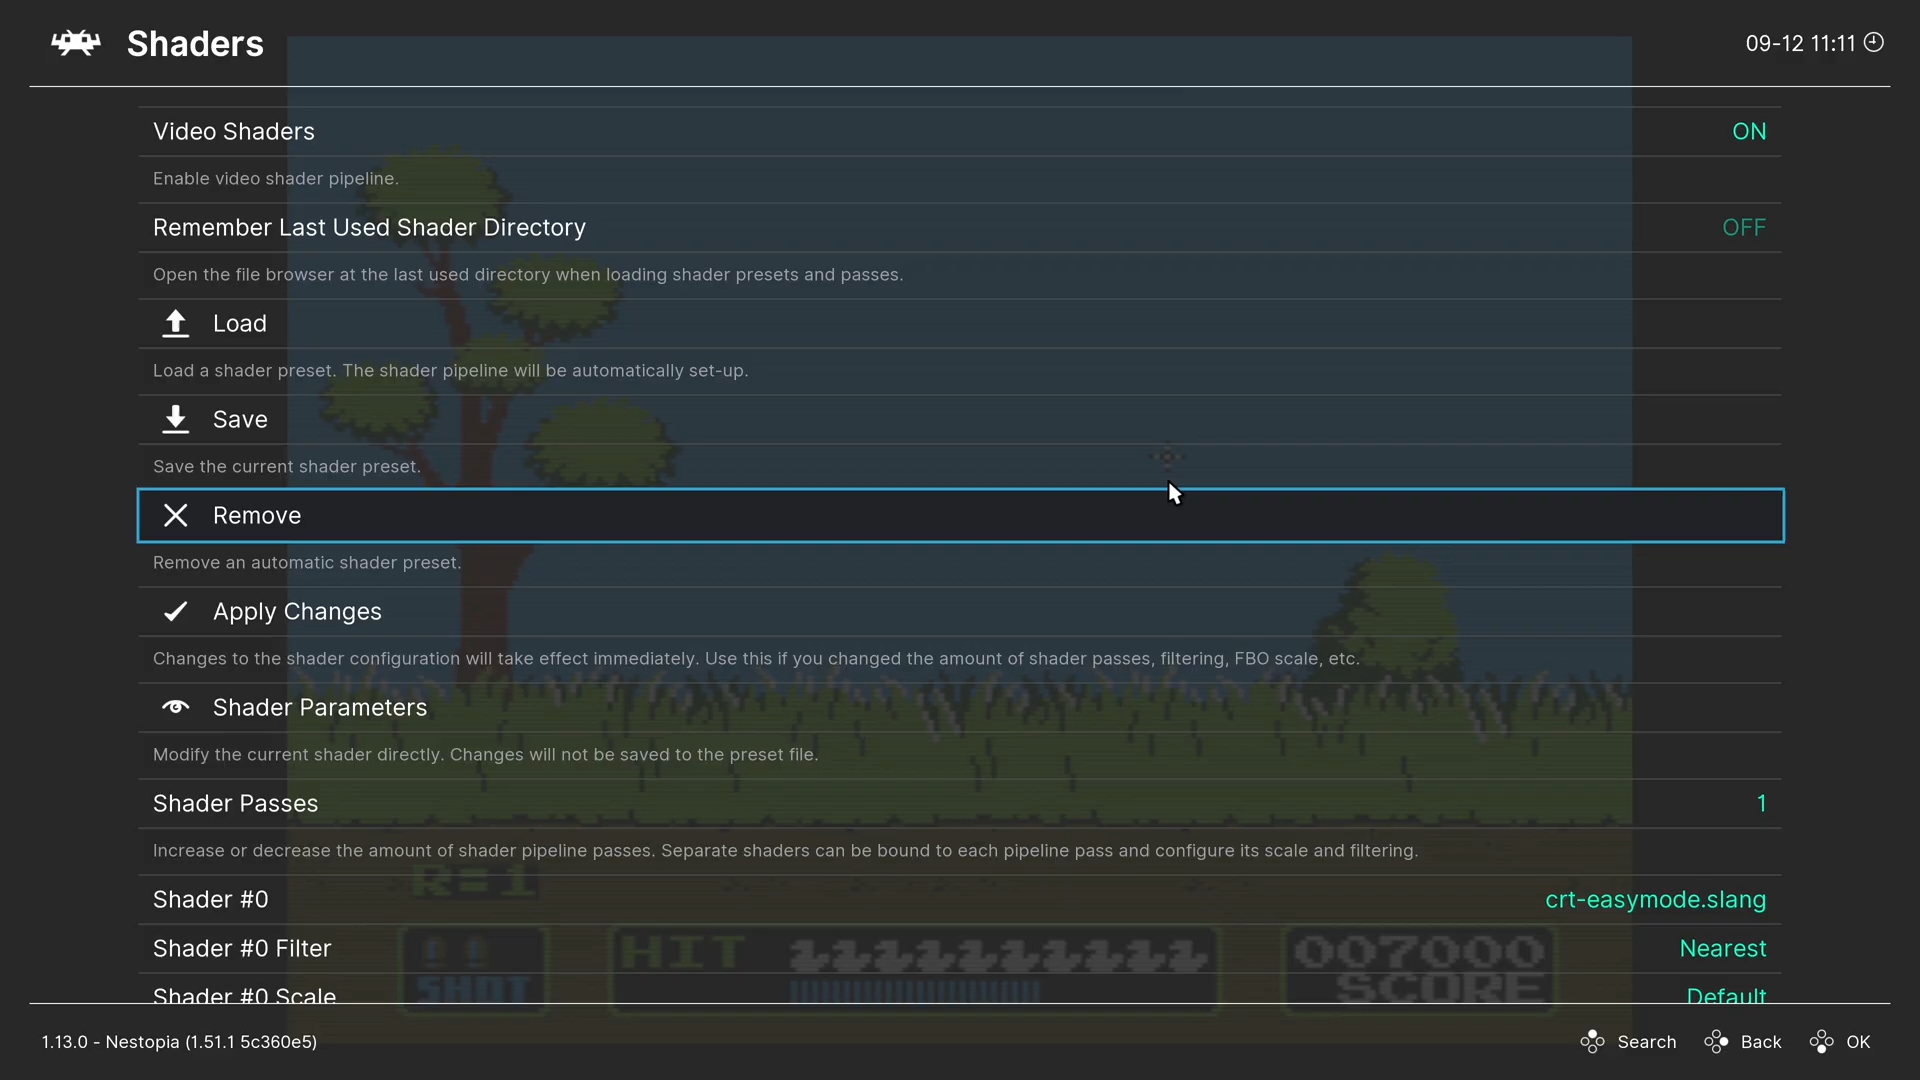 Shaders
09-12 11:11
Video Shaders ON
Enable video shader pipeline.
Remember Last Used Shader Directory OFF
Open the file browser at the last used directory when loading shader presets and passes.
Load
Load a shader preset. The shader pipeline will be automatically set-up.
Save
Save the current shader preset.
Remove
Remove an automatic shader preset.
Apply Changes
Changes to the shader configuration will take effect immediately. Use this if you changed the amount of shader passes, filtering, FBO scale, etc.
Shader Parameters
Modify the current shader directly. Changes will not be saved to the preset file.
Shader Passes 1
Increase or decrease the amount of shader pipeline passes. Separate shaders can be bound to each pipeline pass and configure its scale and filtering.
R=1
Shader #0 crt-easymode.slang
Shader #0 Filter Nearest
HIT 007000
Shader #0 Scale Default
SHOT SCORE
1.13.0 - Nestopia (1.51.1 5c360e5) Search Back OK